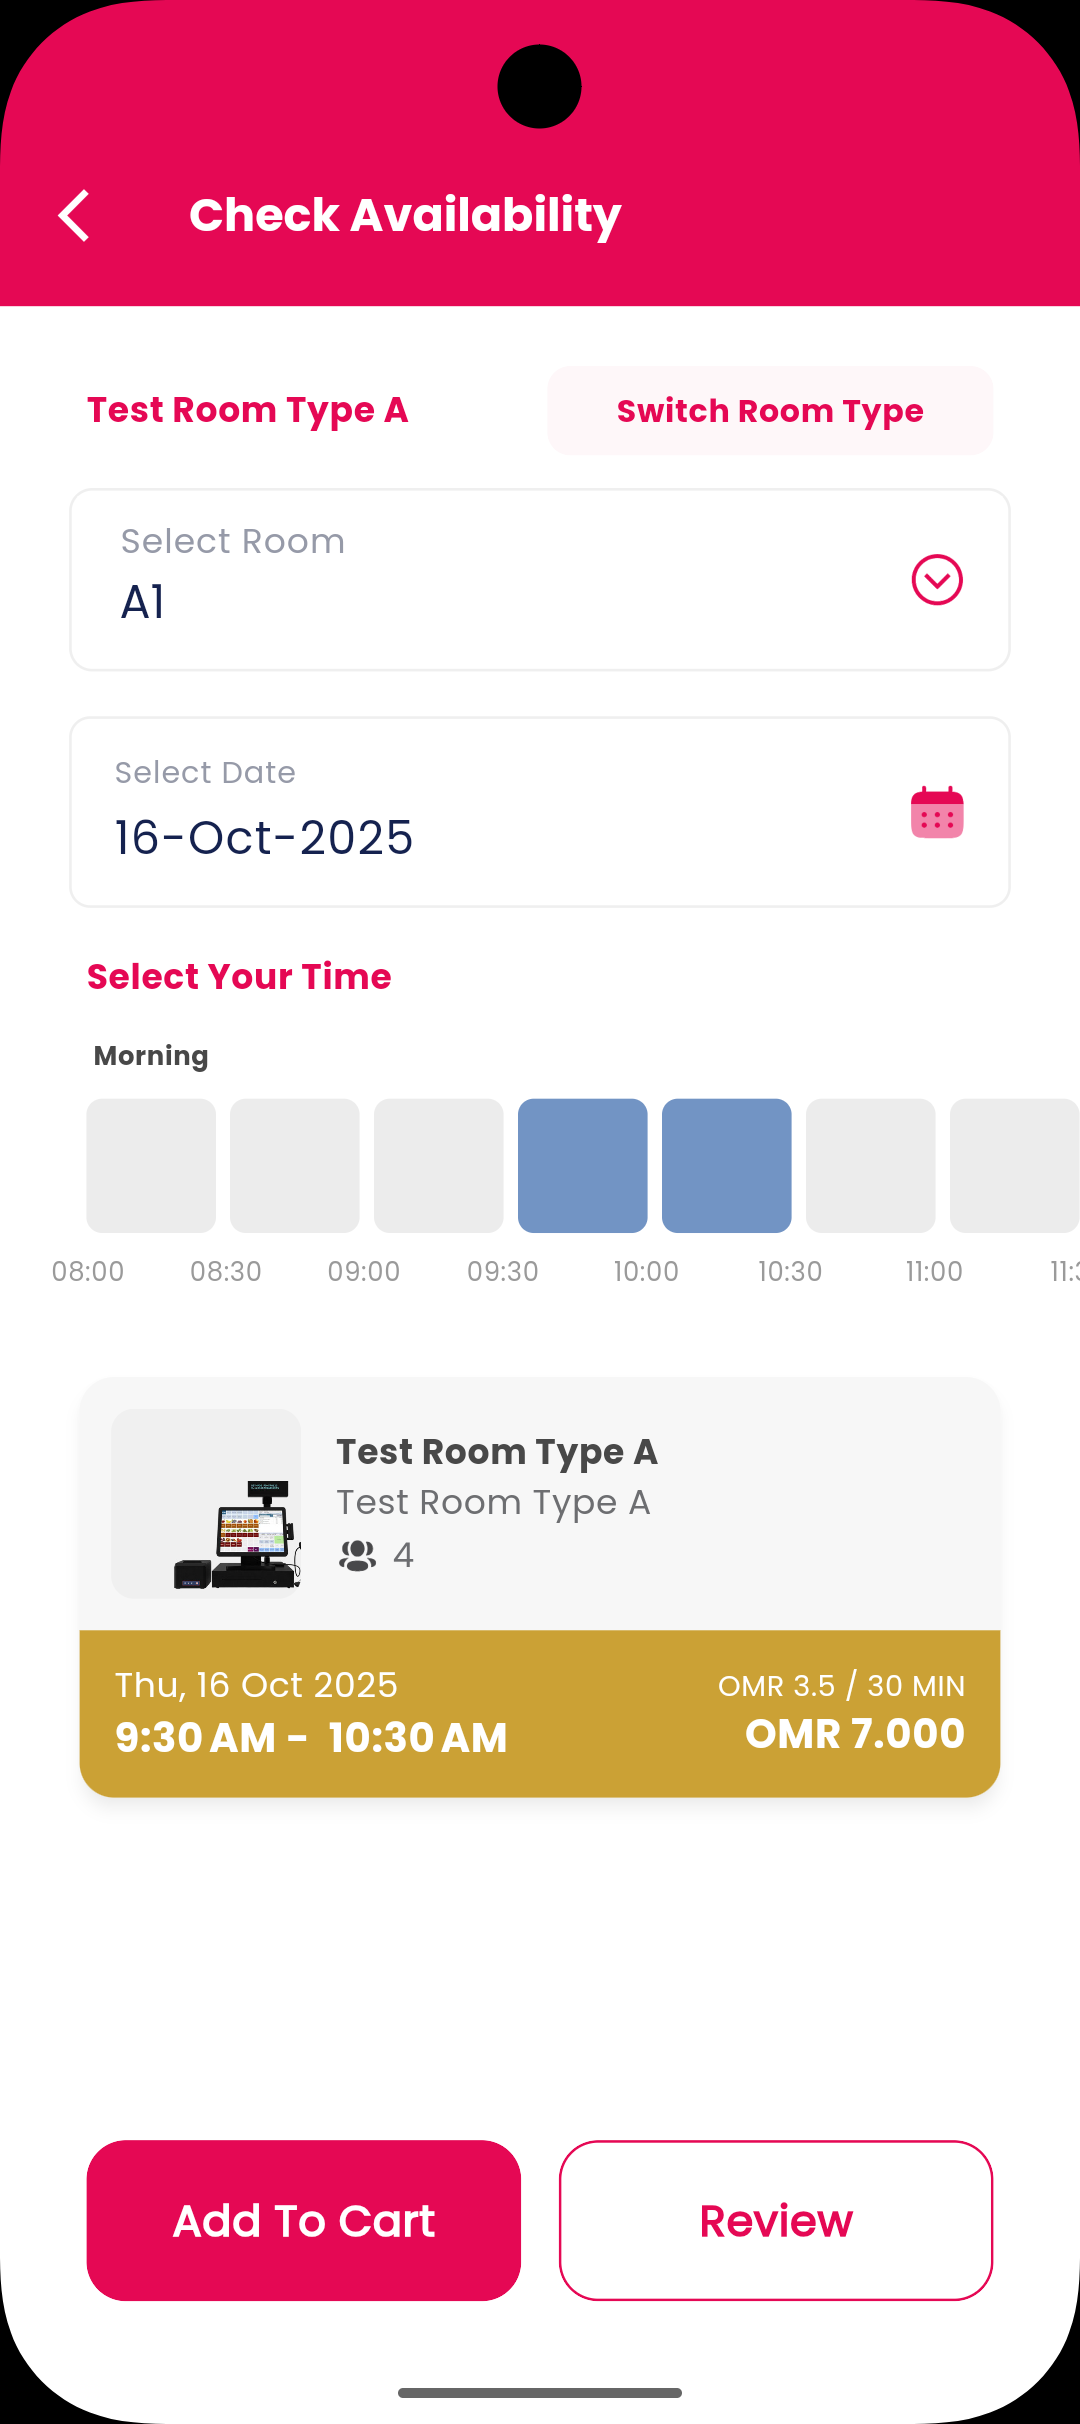 Check Availability
Test Room Type A
Switch Room Type
Select Room
A1
Select Date
16-Oct-2025
Select Your Time
Morning
08:00 08:30 09:00 09:30 10:00 10:30 11:00 11:3
Test Room Type A
Test Room Type A
4
Thu, 16 Oct 2025
9:30 AM - 10:30 AM
OMR 3.5 / 30 MIN
OMR 7.000
Add To Cart
Review